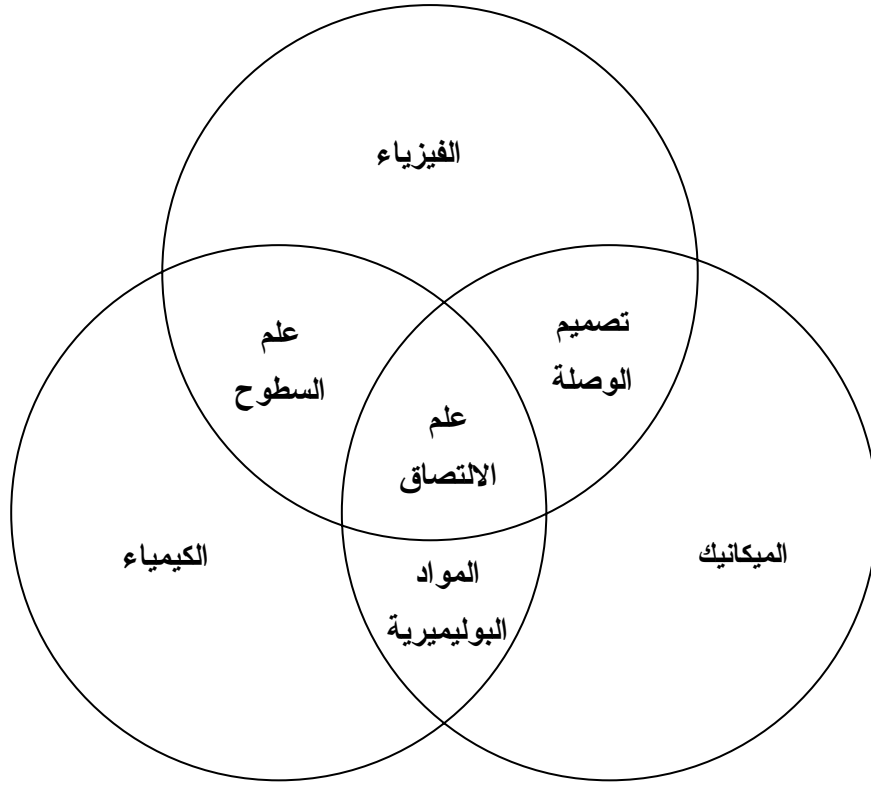 الفيزياء
علم
السطوح
تصميم
الوصلة
علم
الالتصاق
الكيمياء
الميكانيك
المواد
البوليميرية